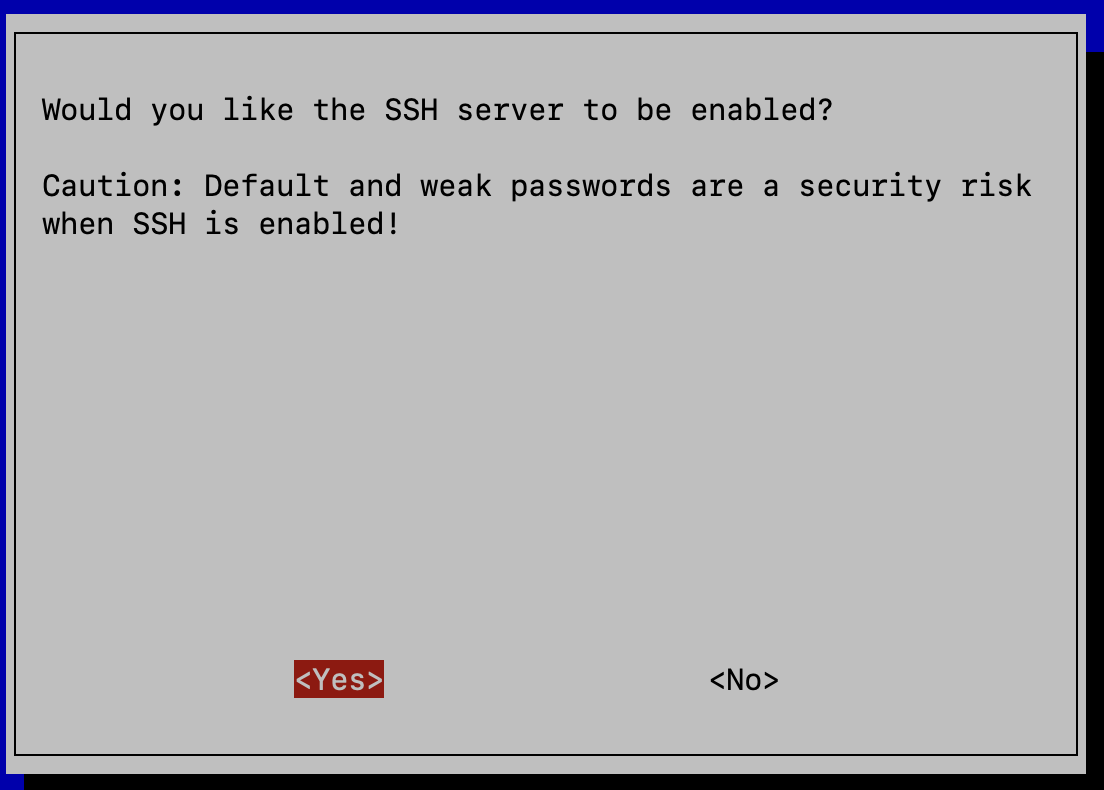 Would you like the SSH server to be enabled?
Caution: Default and weak passwords are a security risk
when SSH is enabled!
<Yes> <No>